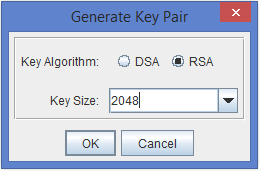 Generate Key Pair
Key Algorithm: DSA RSA
Key Size: 2048
OK Cancel